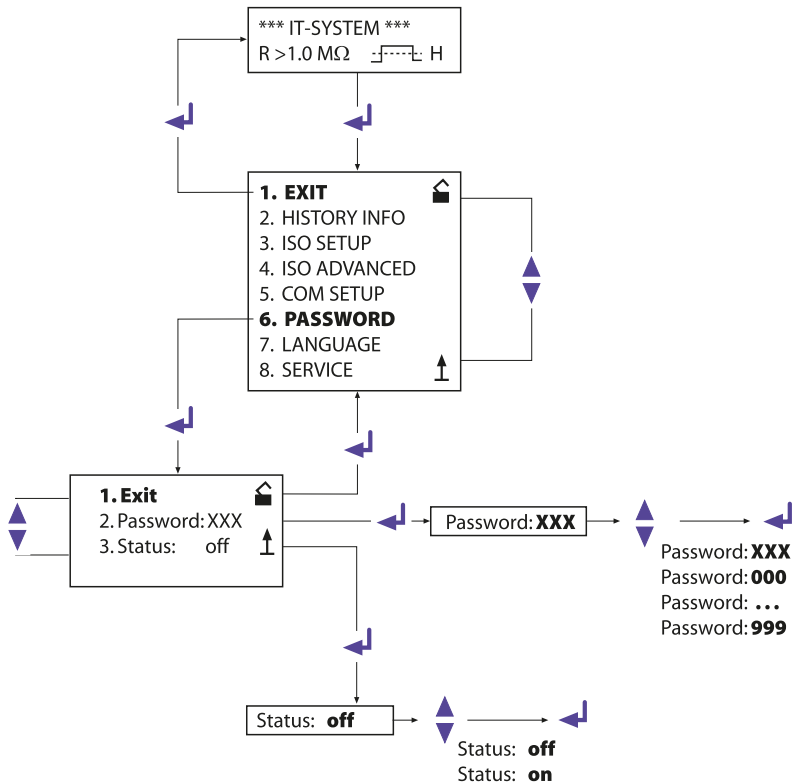 *** IT-SYSTEM ***
R >1.0 MΩ H
1. EXIT
2. HISTORY INFO
3. ISO SETUP
4. ISO ADVANCED
5. COM SETUP
6. PASSWORD
7. LANGUAGE
8. SERVICE
1. Exit
2. Password: XXX
3. Status: off
Password: XXX
Password: XXX
Password: 000
Password: ...
Password: 999
Status: off
Status: off
Status: on